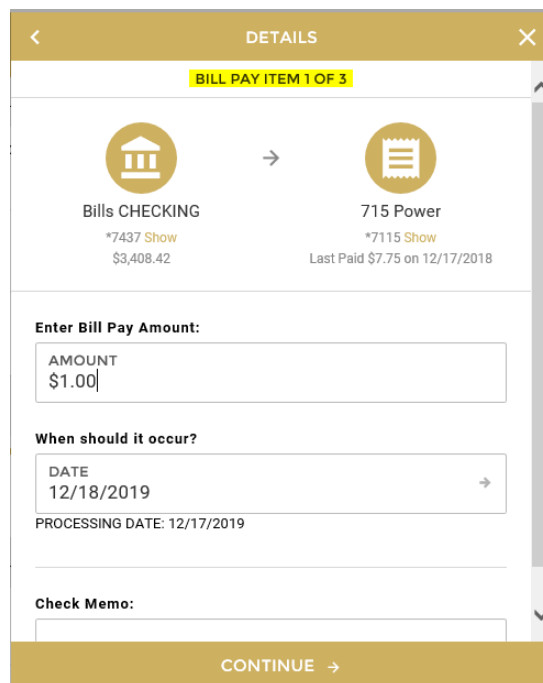 DETAILS
BILL PAY ITEM 1 OF 3
Bills CHECKING
*7437 Show
$3,408.42
715 Power
*7115 Show
Last Paid $7.75 on 12/17/2018
Enter Bill Pay Amount:
AMOUNT
$1.00
When should it occur?
DATE
12/18/2019
PROCESSING DATE: 12/17/2019
Check Memo:
CONTINUE →